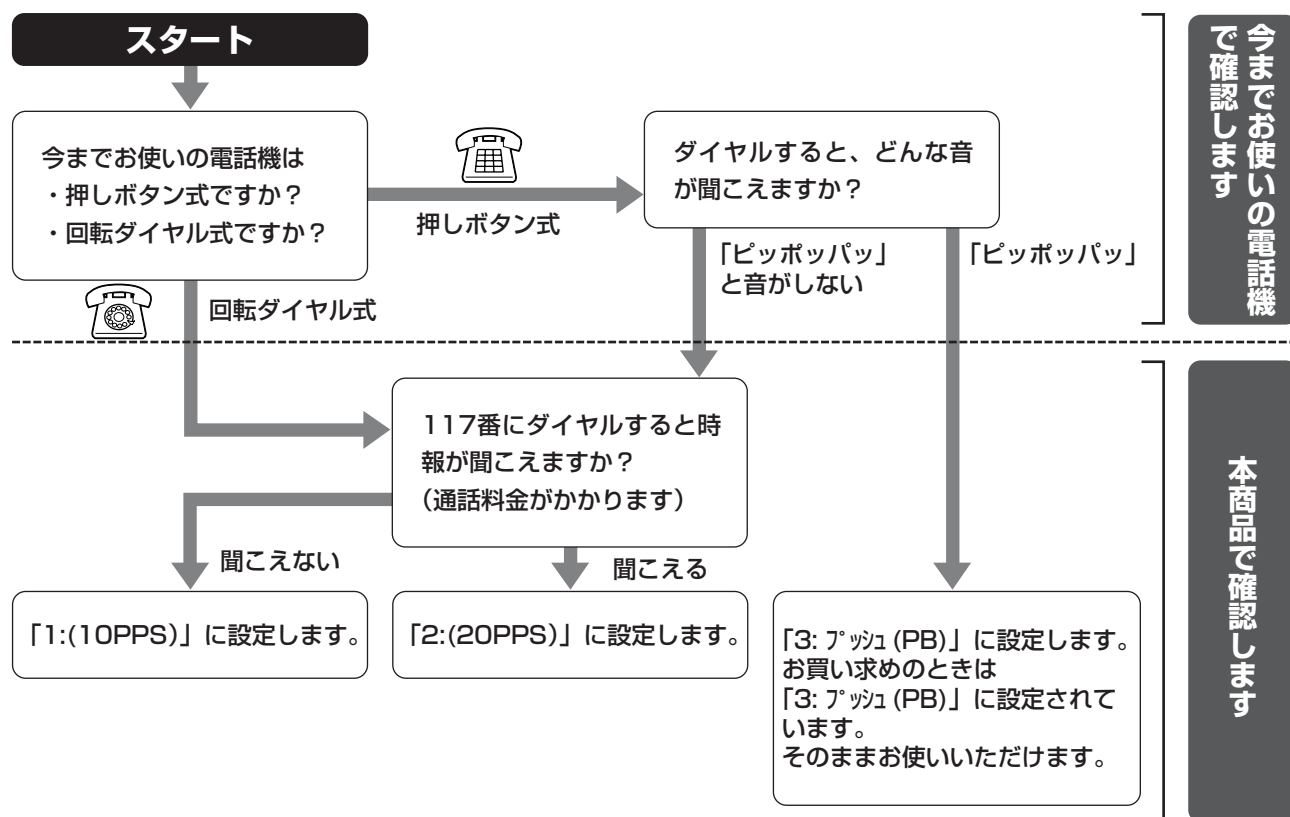 スタート
今までお使いの電話機は
・押しボタン式ですか？
・回転ダイヤル式ですか？
押しボタン式
ダイヤルすると、どんな音
が聞こえますか？
「ピッポッパッ」
と音がしない
「ピッポッパッ」
回転ダイヤル式
今までお使いの電話機
で確認します
117番にダイヤルすると時
報が聞こえますか？
（通話料金がかかります）
聞こえない
聞こえる
「1:(10PPS)」に設定します。
「2:(20PPS)」に設定します。
「3: ﾌﾟｯｼｭ (PB)」に設定します。
お買い求めのときは
「3: ﾌﾟｯｼｭ (PB)」に設定されて
います。
そのままお使いいただけます。
本商品で確認します